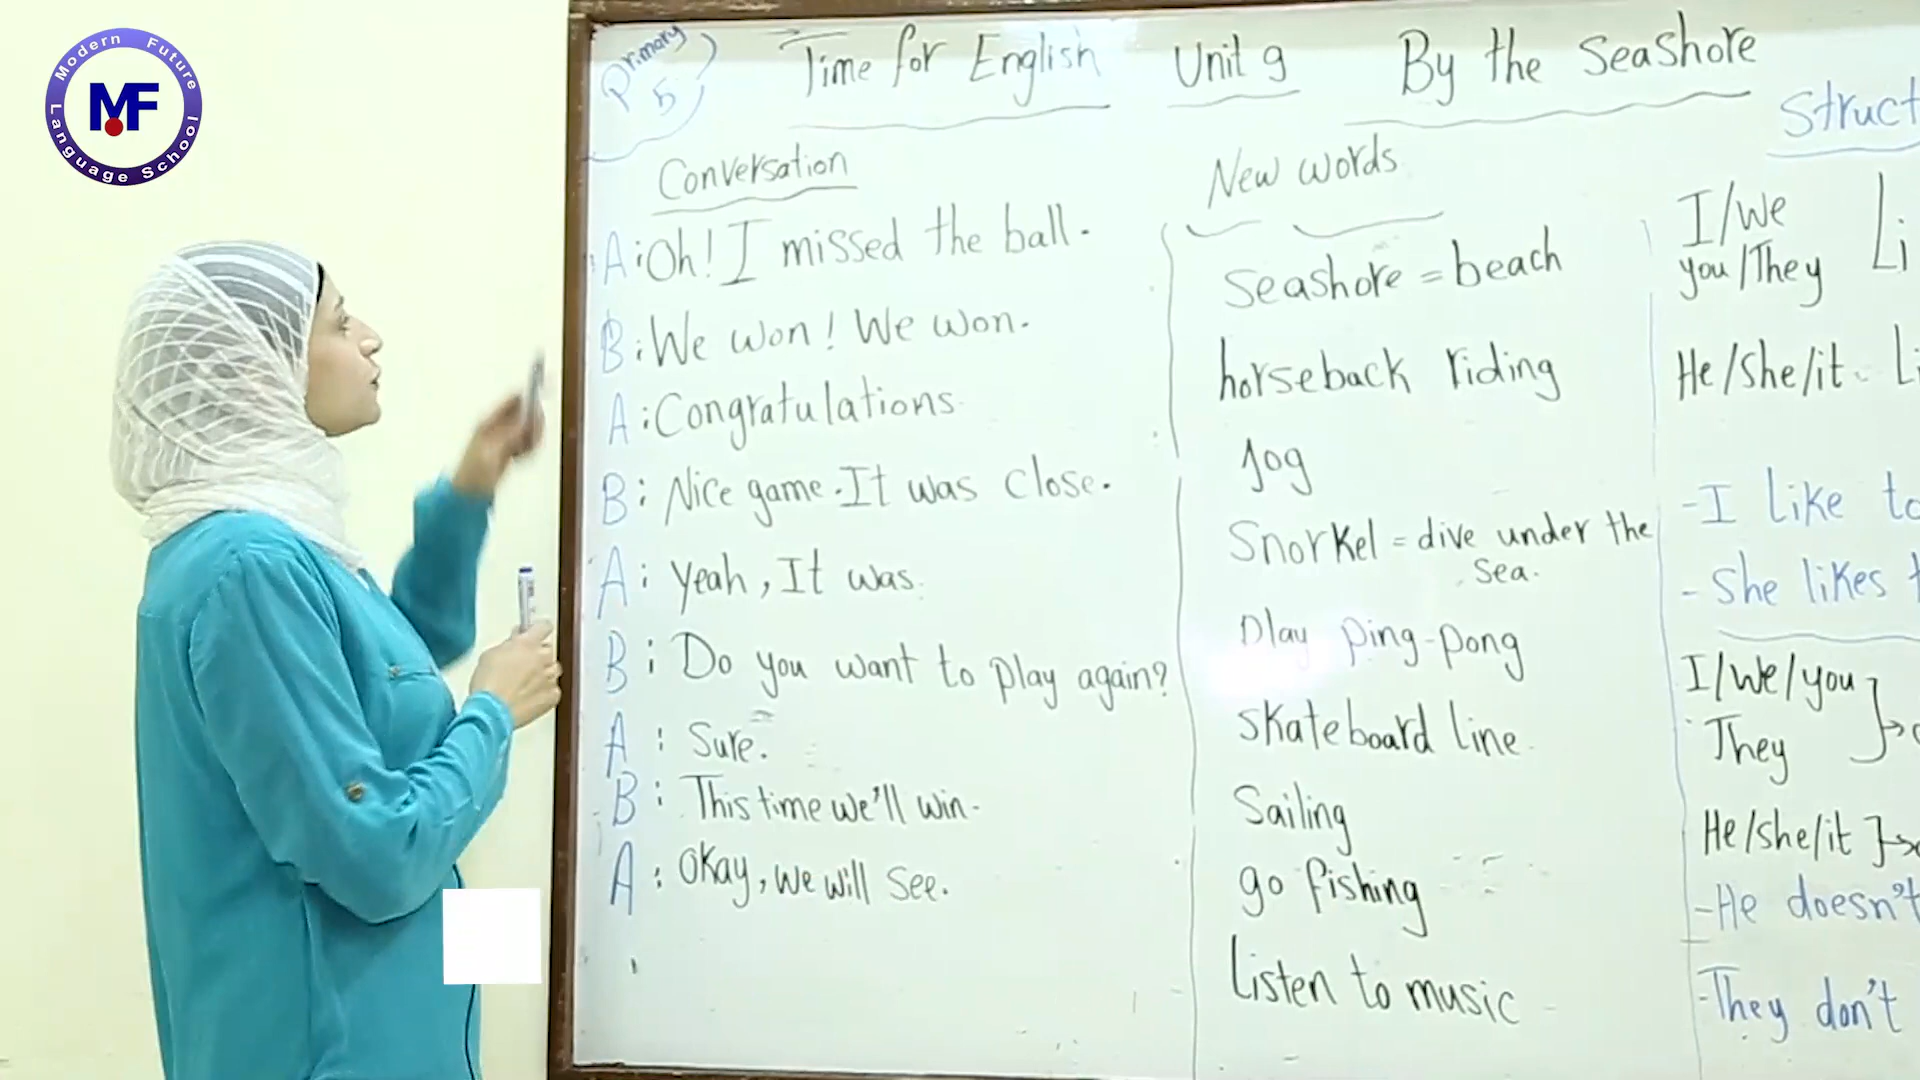 Modern Future
MF
Language School
Primary
5
Time for English Unit 9 By the Seashore
Conversation
A: Oh! I missed the ball.
B: We won! We won.
A: Congratulations
B: Nice game. It was close.
A: Yeah, It was.
B: Do you want to play again?
A: Sure.
B: This time we'll win.
A: Okay, we will see.
New words
Seashore = beach
horseback riding
Jog
Snorkel = dive under the
sea.
Play ping-pong
Skateboard line
Sailing
go fishing
Listen to music
Struct
I/We
you/They Li
He/She/it Li
- I like to
- She likes t
I/We/you
They
He/She/it
- He doesn't
- They don't